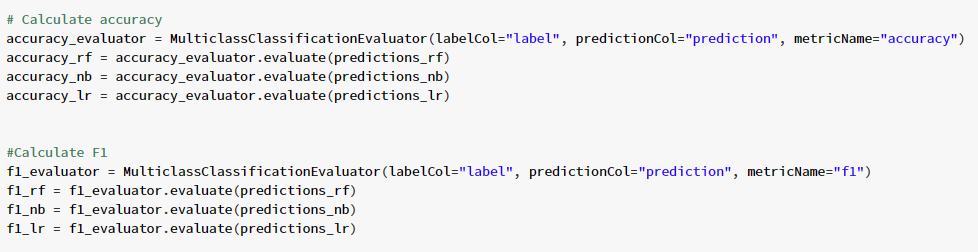 # Calculate accuracy
accuracy_evaluator = MulticlassClassificationEvaluator(labelCol="label", predictionCol="prediction", metricName="accuracy")
accuracy_rf = accuracy_evaluator.evaluate(predictions_rf)
accuracy_nb = accuracy_evaluator.evaluate(predictions_nb)
accuracy_lr = accuracy_evaluator.evaluate(predictions_lr)
#Calculate F1
f1_evaluator = MulticlassClassificationEvaluator(labelCol="label", predictionCol="prediction", metricName="f1")
f1_rf = f1_evaluator.evaluate(predictions_rf)
f1_nb = f1_evaluator.evaluate(predictions_nb)
f1_lr = f1_evaluator.evaluate(predictions_lr)